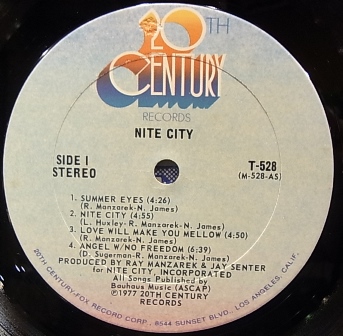 20TH
CENTURY
RECORDS
NITE CITY
SIDE I
STEREO
T-528
(M-528-AS)
1. SUMMER EYES (4:26)
(R. Manzarek-N. James)
2. NITE CITY (4:55)
(L. Huxley-R. Manzarek-N. James)
3. LOVE WILL MAKE YOU MELLOW (4:50)
(R. Manzarek-N. James)
4. ANGEL W/NO FREEDOM (6:39)
(D. Sugerman-R. Manzarek-N. James)
PRODUCED BY RAY MANZAREK & JAY SENTER
for NITE CITY, INCORPORATED
All Songs Published by
Bauhaus Music (ASCAP)
℗1977 20TH CENTURY
RECORDS
20TH CENTURY-FOX RECORD CORP. - 8544 SUNSET BLVD., LOS ANGELES, CALIF.